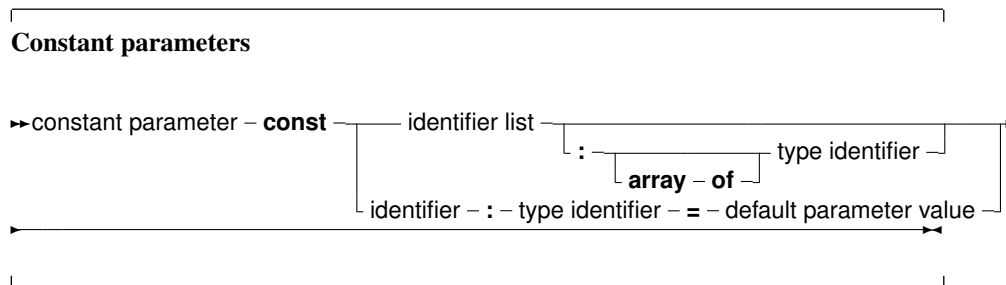 Constant parameters
constant parameter – const – identifier list
: – type identifier
array – of
identifier – : – type identifier – = – default parameter value